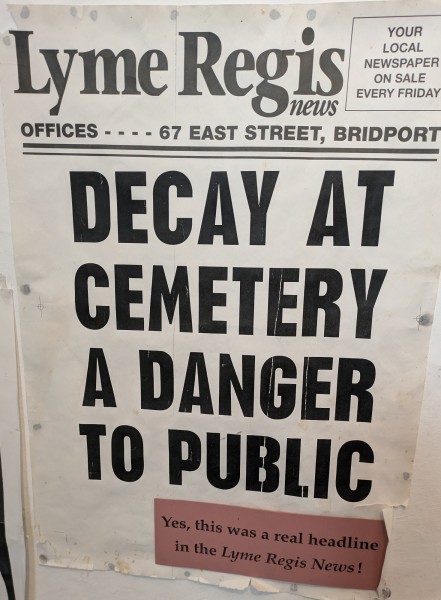 Lyme Regis
news
YOUR
LOCAL
NEWSPAPER
ON SALE
EVERY FRIDAY
OFFICES - - - - 67 EAST STREET, BRIDPORT
DECAY AT
CEMETERY
A DANGER
TO PUBLIC
Yes, this was a real headline
in the Lyme Regis News!